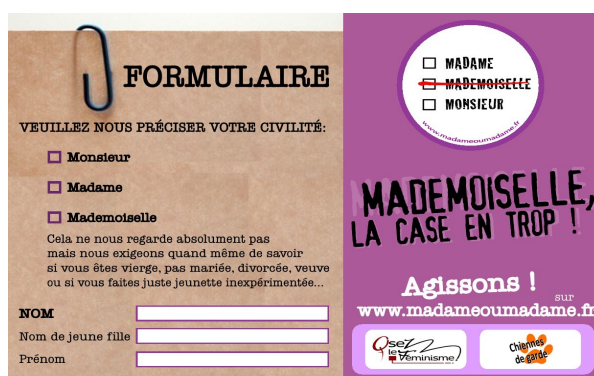 FORMULAIRE
VEUILLEZ NOUS PRÉCISER VOTRE CIVILITÉ:
Monsieur
Madame
Mademoiselle
Cela ne nous regarde absolument pas
mais nous exigeons quand même de savoir
si vous êtes vierge, pas mariée, divorcée, veuve
ou si vous faites juste jeunette inexpérimentée...
NOM
Nom de jeune fille
Prénom
MADAME
MADEMOISELLE
MONSIEUR
www.madameoumadame.fr
MADEMOISELLE,
LA CASE EN TROP !
Agissons !
sur
www.madameoumadame.fr
Osez
le féminisme!
Chiennes
de garde